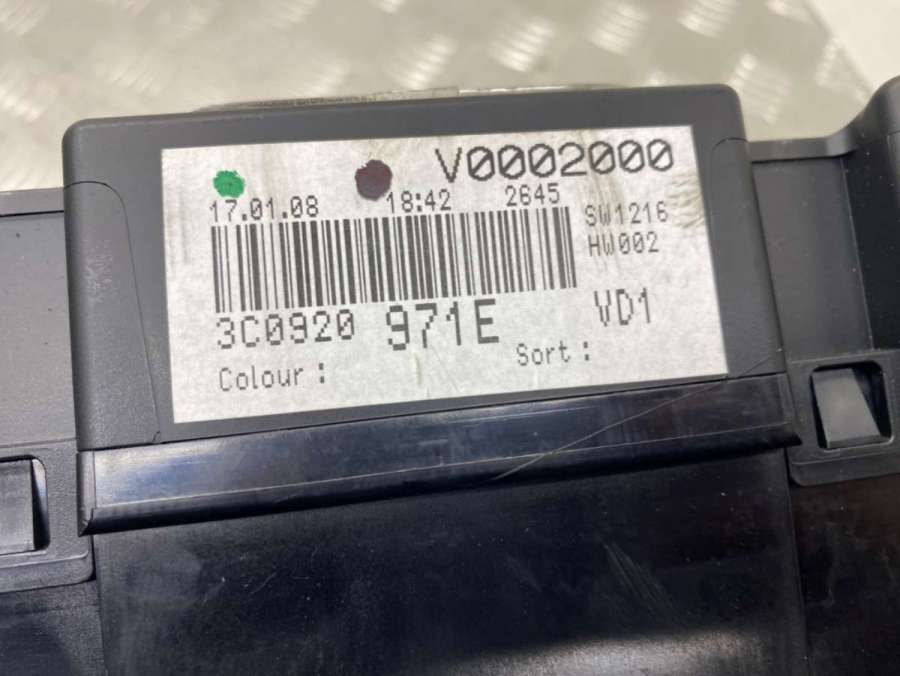 V0002000
17.01.08 18:42 2645
SW1216
HW002
3C0920 971E VD1
Colour : Sort :